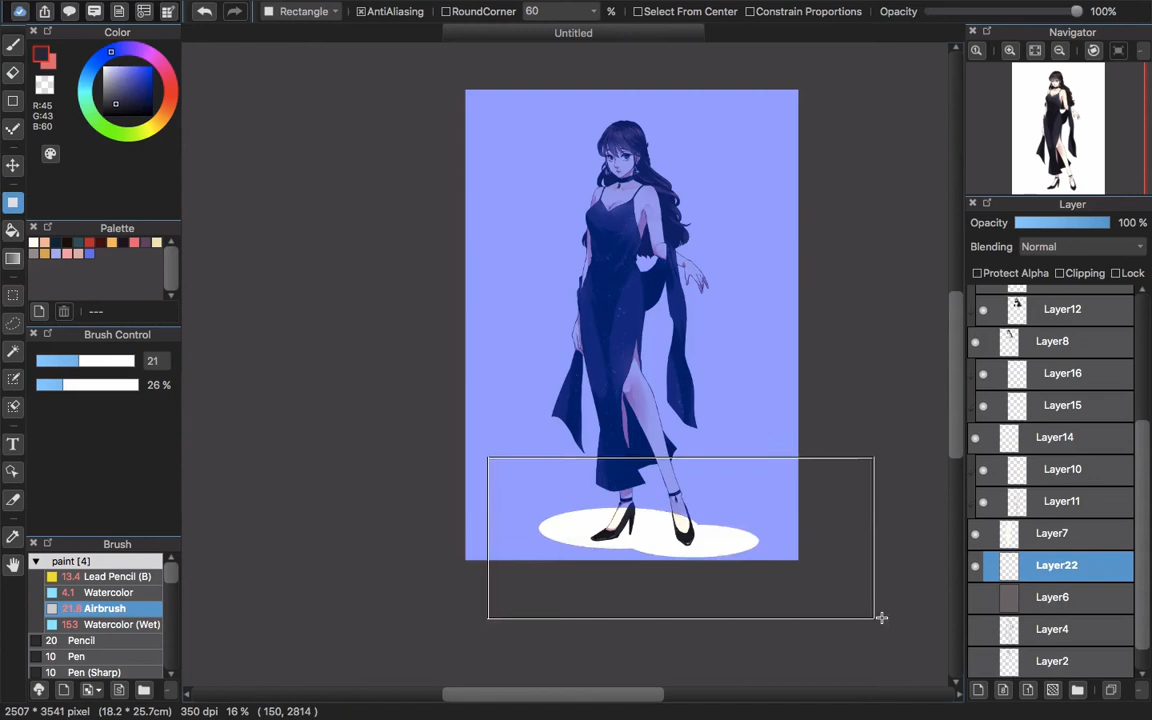 Rectangle AntiAliasing RoundCorner 60 % Select From Center Constrain Proportions Opacity 100%
Color
Untitled
Navigator
R:45
G:43
B:60
Palette
---
Layer
Opacity 100 %
Blending Normal
Protect Alpha Clipping Lock
Layer12
Brush Control
Layer8
21
26 %
Layer16
Layer15
Layer14
Layer10
Layer11
Layer7
Brush
paint [4]
Layer22
13.4 Lead Pencil (B)
4.1 Watercolor
Layer6
21.8 Airbrush
153 Watercolor (Wet)
Layer4
20 Pencil
10 Pen
Layer2
10 Pen (Sharp)
T
2507 * 3541 pixel (18.2 * 25.7cm) 350 dpi 16 % ( 150, 2814 )